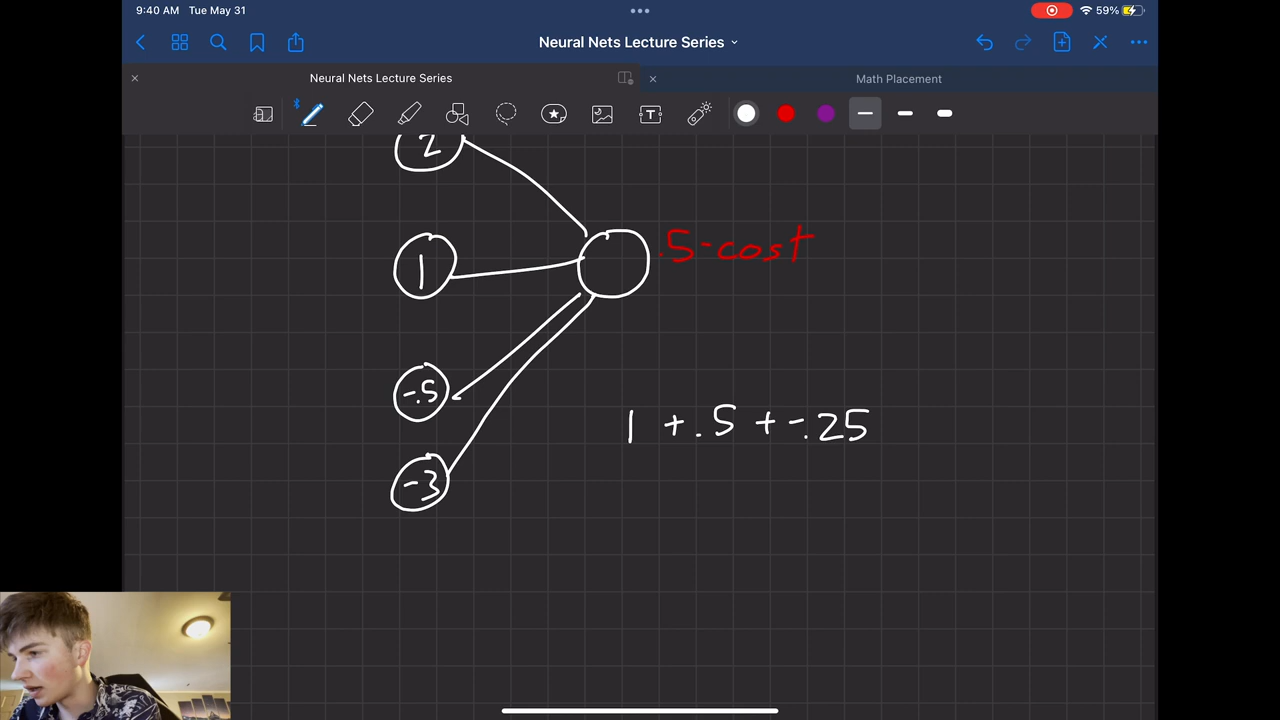 9:40 AM Tue May 31
59%
Neural Nets Lecture Series
Neural Nets Lecture Series
Math Placement
T
2
.5-cost
1
-.5
1 + .5 + -.25
-3